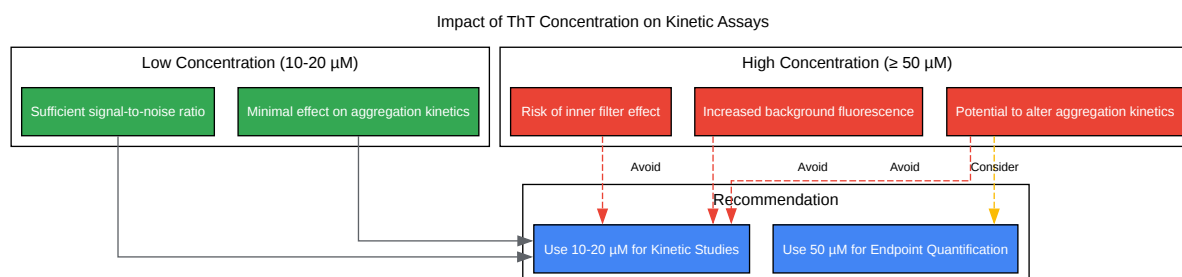 Impact of ThT Concentration on Kinetic Assays
Low Concentration (10-20 µM)
High Concentration (≥ 50 µM)
Sufficient signal-to-noise ratio
Minimal effect on aggregation kinetics
Risk of inner filter effect
Increased background fluorescence
Potential to alter aggregation kinetics
Avoid
Avoid
Avoid
Consider
Recommendation
Use 10-20 µM for Kinetic Studies
Use 50 µM for Endpoint Quantification